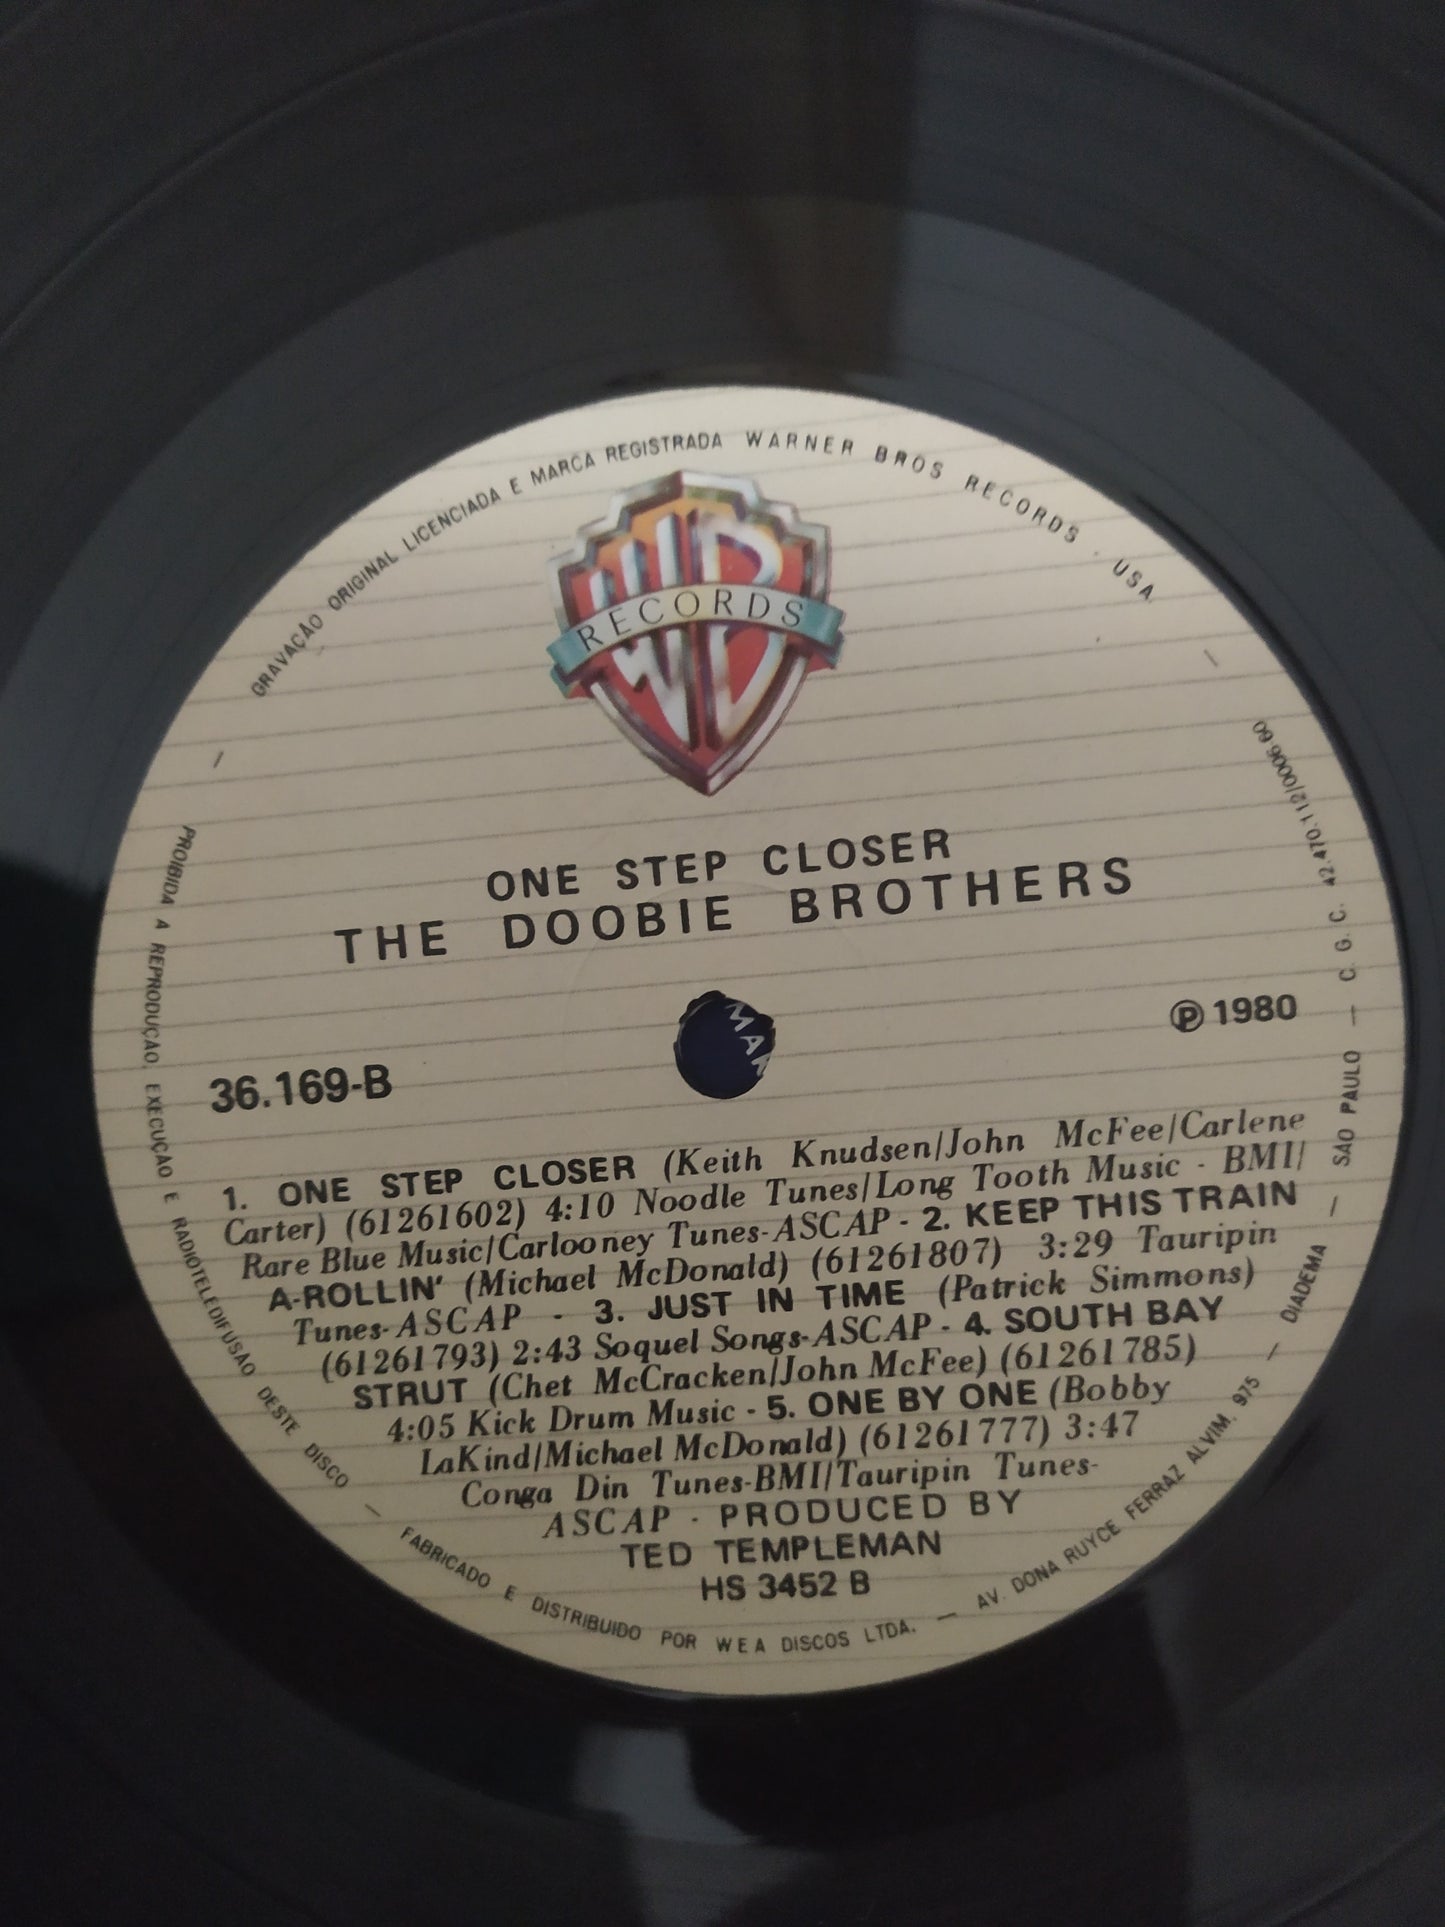 GRAVAÇÃO ORIGINAL LICENCIADA E MARCA REGISTRADA WARNER BROS RECORDS · USA
RECORDS
ONE STEP CLOSER
THE DOOBIE BROTHERS
℗ 1980
36.169-B
1. ONE STEP CLOSER (Keith Knudsen/John McFee/Carlene
Carter) (61261602) 4:10 Noodle Tunes/Long Tooth Music - BMI/
Rare Blue Music/Carlooney Tunes-ASCAP - 2. KEEP THIS TRAIN
A-ROLLIN' (Michael McDonald) (61261807) 3:29 Tauripin
Tunes-ASCAP - 3. JUST IN TIME (Patrick Simmons)
(61261793) 2:43 Soquel Songs-ASCAP - 4. SOUTH BAY
STRUT (Chet McCracken/John McFee) (61261785)
4:05 Kick Drum Music - 5. ONE BY ONE (Bobby
LaKind/Michael McDonald) (61261777) 3:47
Conga Din Tunes-BMI/Tauripin Tunes-
ASCAP - PRODUCED BY
TED TEMPLEMAN
HS 3452 B
PROIBIDA A REPRODUÇÃO, EXECUÇÃO E RADIOTELEDIFUSÃO DESTE DISCO — FABRICADO E DISTRIBUIDO POR WEA DISCOS LTDA. — AV. DONA RUYCE FERRAZ ALVIM, 975 — DIADEMA — SÃO PAULO — C. G. C. 42.470.112/0006 60